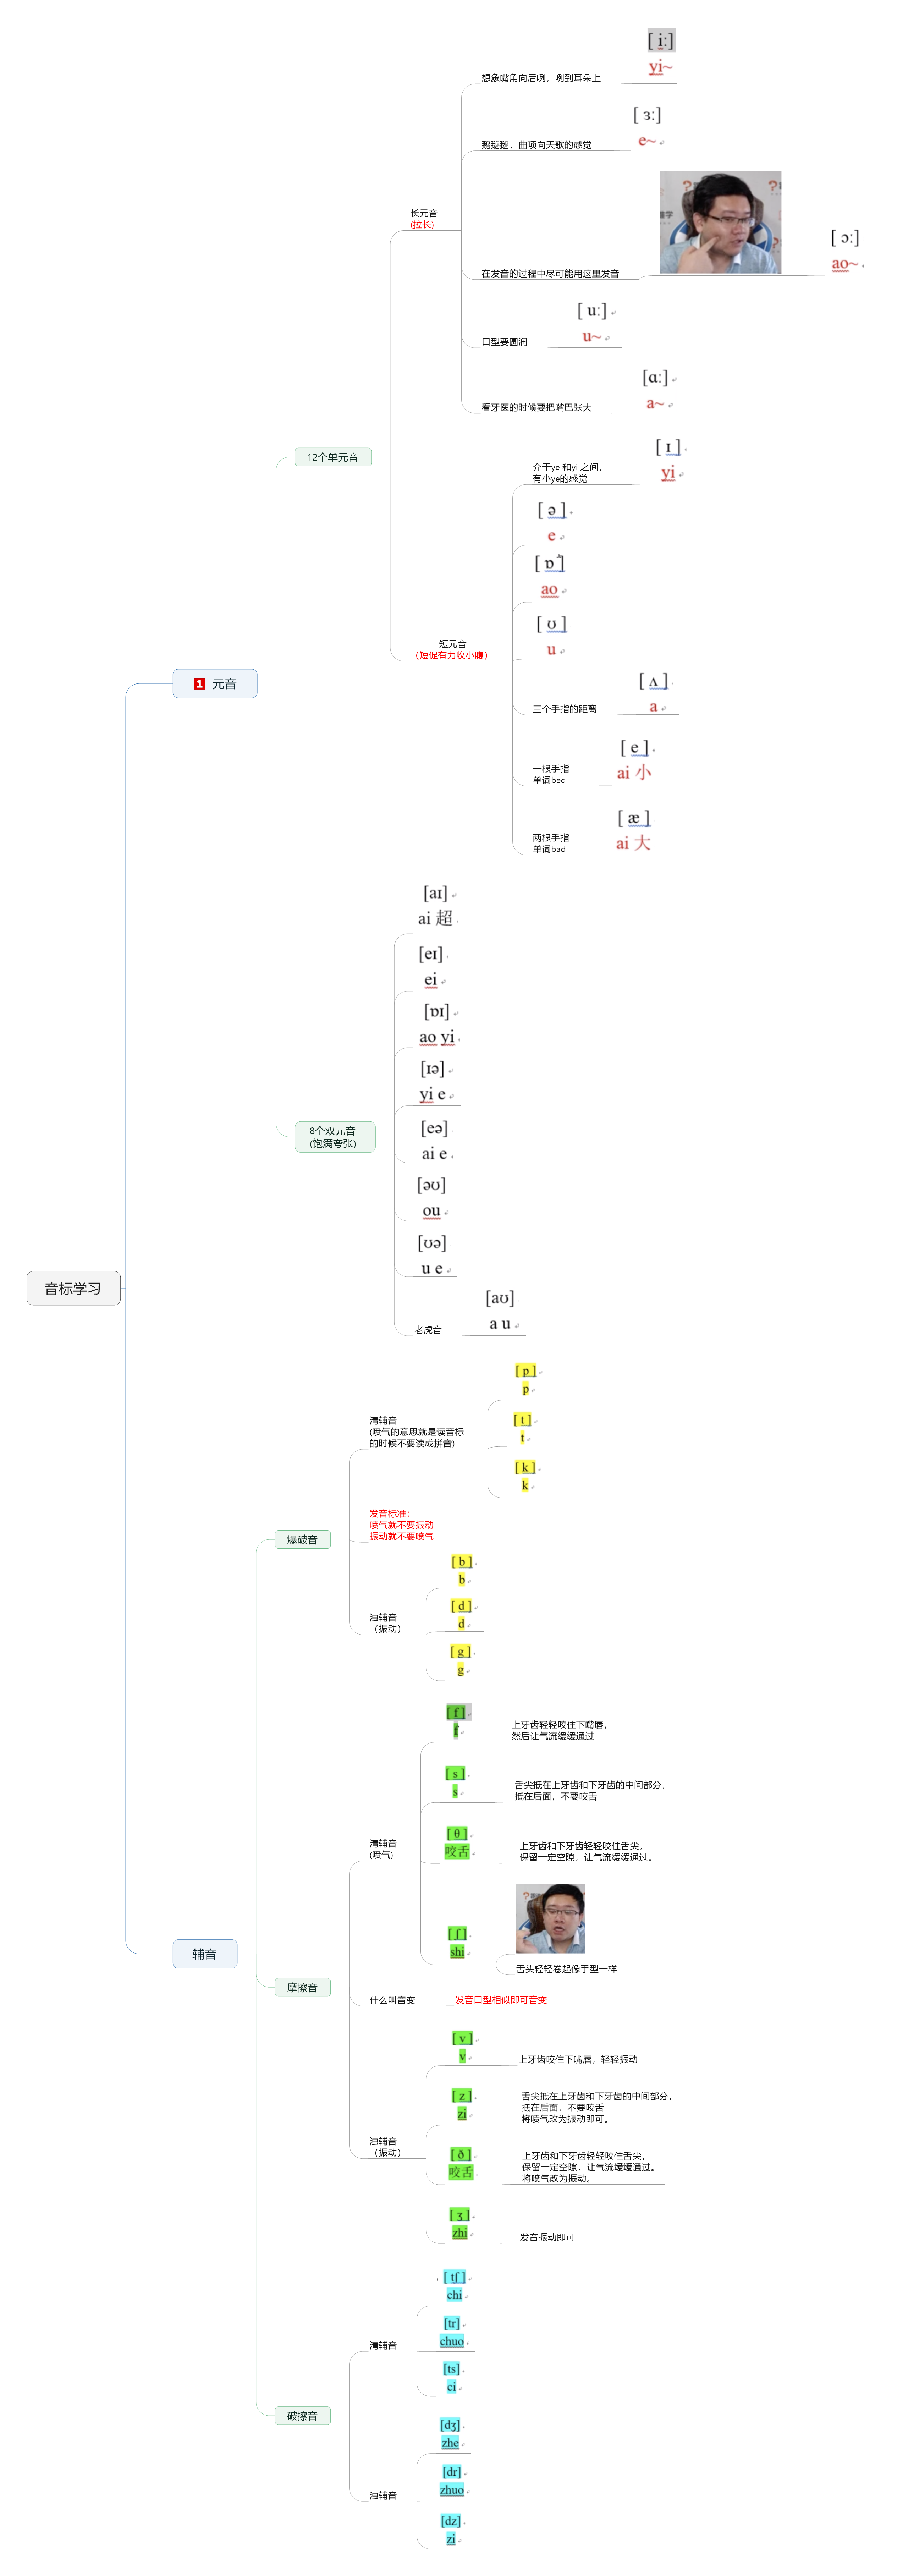 音标学习
1 元音
12个单元音
长元音
(拉长)
想象嘴角向后咧，咧到耳朵上
[ iː]
yi~
鹅鹅鹅，曲项向天歌的感觉
[ ɜː]
e~
在发音的过程中尽可能用这里发音
[ ɔː]
ao~
口型要圆润
[ uː]
u~
看牙医的时候要把嘴巴张大
[ɑː]
a~
短元音
（短促有力收小腹）
介于ye 和yi 之间，
有小ye的感觉
[ ɪ ]
yi
[ ə ]
e
[ ɒ ]
ao
[ ʊ ]
u
三个手指的距离
[ ʌ ]
a
一根手指
单词bed
[ e ]
ai 小
两根手指
单词bad
[ æ ]
ai 大
8个双元音
(饱满夸张)
[aɪ]
ai 超
[eɪ]
ei
[ɒɪ]
ao yi
[ɪə]
yi e
[eə]
ai e
[əʊ]
ou
[ʊə]
u e
老虎音
[aʊ]
a u
辅音
爆破音
清辅音
(喷气的意思就是读音标
的时候不要读成拼音)
[ p ]
p
[ t ]
t
[ k ]
k
发音标准：
喷气就不要振动
振动就不要喷气
浊辅音
（振动）
[ b ]
b
[ d ]
d
[ g ]
g
摩擦音
清辅音
(喷气)
[ f ]
f
上牙齿轻轻咬住下嘴唇，
然后让气流缓缓通过
[ s ]
s
舌尖抵在上牙齿和下牙齿的中间部分，
抵在后面，不要咬舌
[ θ ]
咬舌
上牙齿和下牙齿轻轻咬住舌尖，
保留一定空隙，让气流缓缓通过。
[ ʃ ]
shi
舌头轻轻卷起像手型一样
什么叫音变
发音口型相似即可音变
浊辅音
（振动）
[ v ]
v
上牙齿咬住下嘴唇，轻轻振动
[ z ]
zi
舌尖抵在上牙齿和下牙齿的中间部分，
抵在后面，不要咬舌
将喷气改为振动即可。
[ ð ]
咬舌
上牙齿和下牙齿轻轻咬住舌尖，
保留一定空隙，让气流缓缓通过。
将喷气改为振动。
[ ʒ ]
zhi
发音振动即可
破擦音
清辅音
[ tʃ ]
chi
[tr]
chuo
[ts]
ci
浊辅音
[dʒ]
zhe
[dr]
zhuo
[dz]
zi